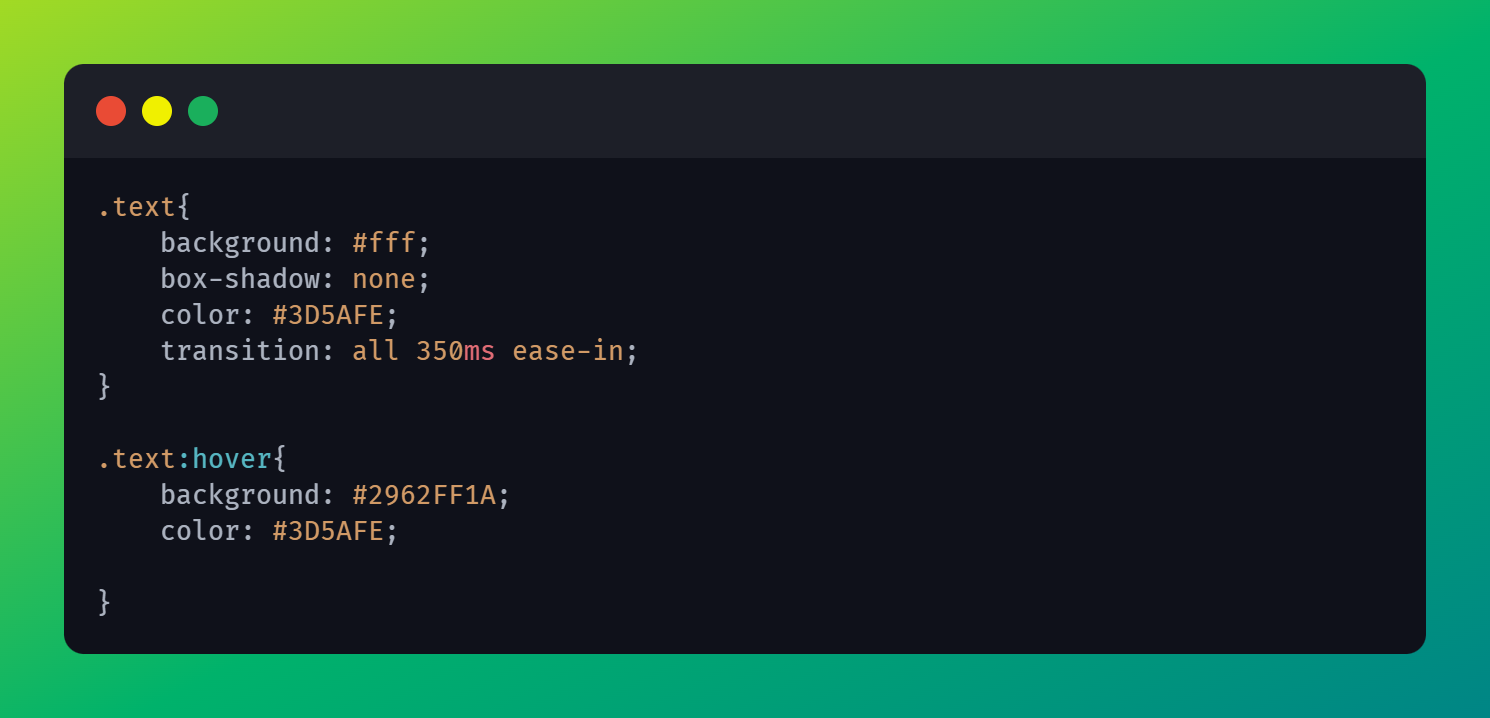 .text{
    background: #fff;
    box-shadow: none;
    color: #3D5AFE;
    transition: all 350ms ease-in;
}

.text:hover{
    background: #2962FF1A;
    color: #3D5AFE;

}